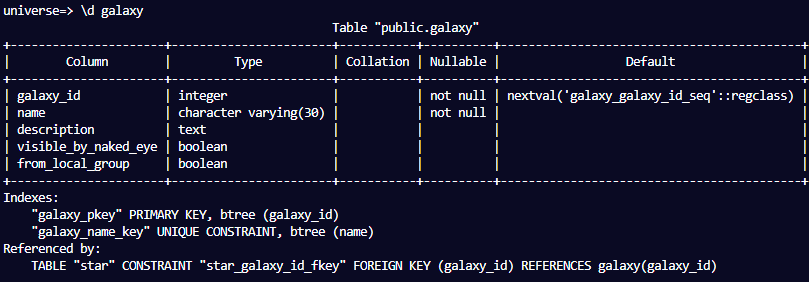 universe=> \d galaxy
                                              Table "public.galaxy"
+----------------------+-----------------------+-----------+----------+-------------------------------------------+
|        Column        |         Type          | Collation | Nullable |                  Default                  |
+----------------------+-----------------------+-----------+----------+-------------------------------------------+
| galaxy_id            | integer               |           | not null | nextval('galaxy_galaxy_id_seq'::regclass) |
| name                 | character varying(30) |           | not null |                                           |
| description          | text                  |           |          |                                           |
| visible_by_naked_eye | boolean               |           |          |                                           |
| from_local_group     | boolean               |           |          |                                           |
+----------------------+-----------------------+-----------+----------+-------------------------------------------+
Indexes:
    "galaxy_pkey" PRIMARY KEY, btree (galaxy_id)
    "galaxy_name_key" UNIQUE CONSTRAINT, btree (name)
Referenced by:
    TABLE "star" CONSTRAINT "star_galaxy_id_fkey" FOREIGN KEY (galaxy_id) REFERENCES galaxy(galaxy_id)